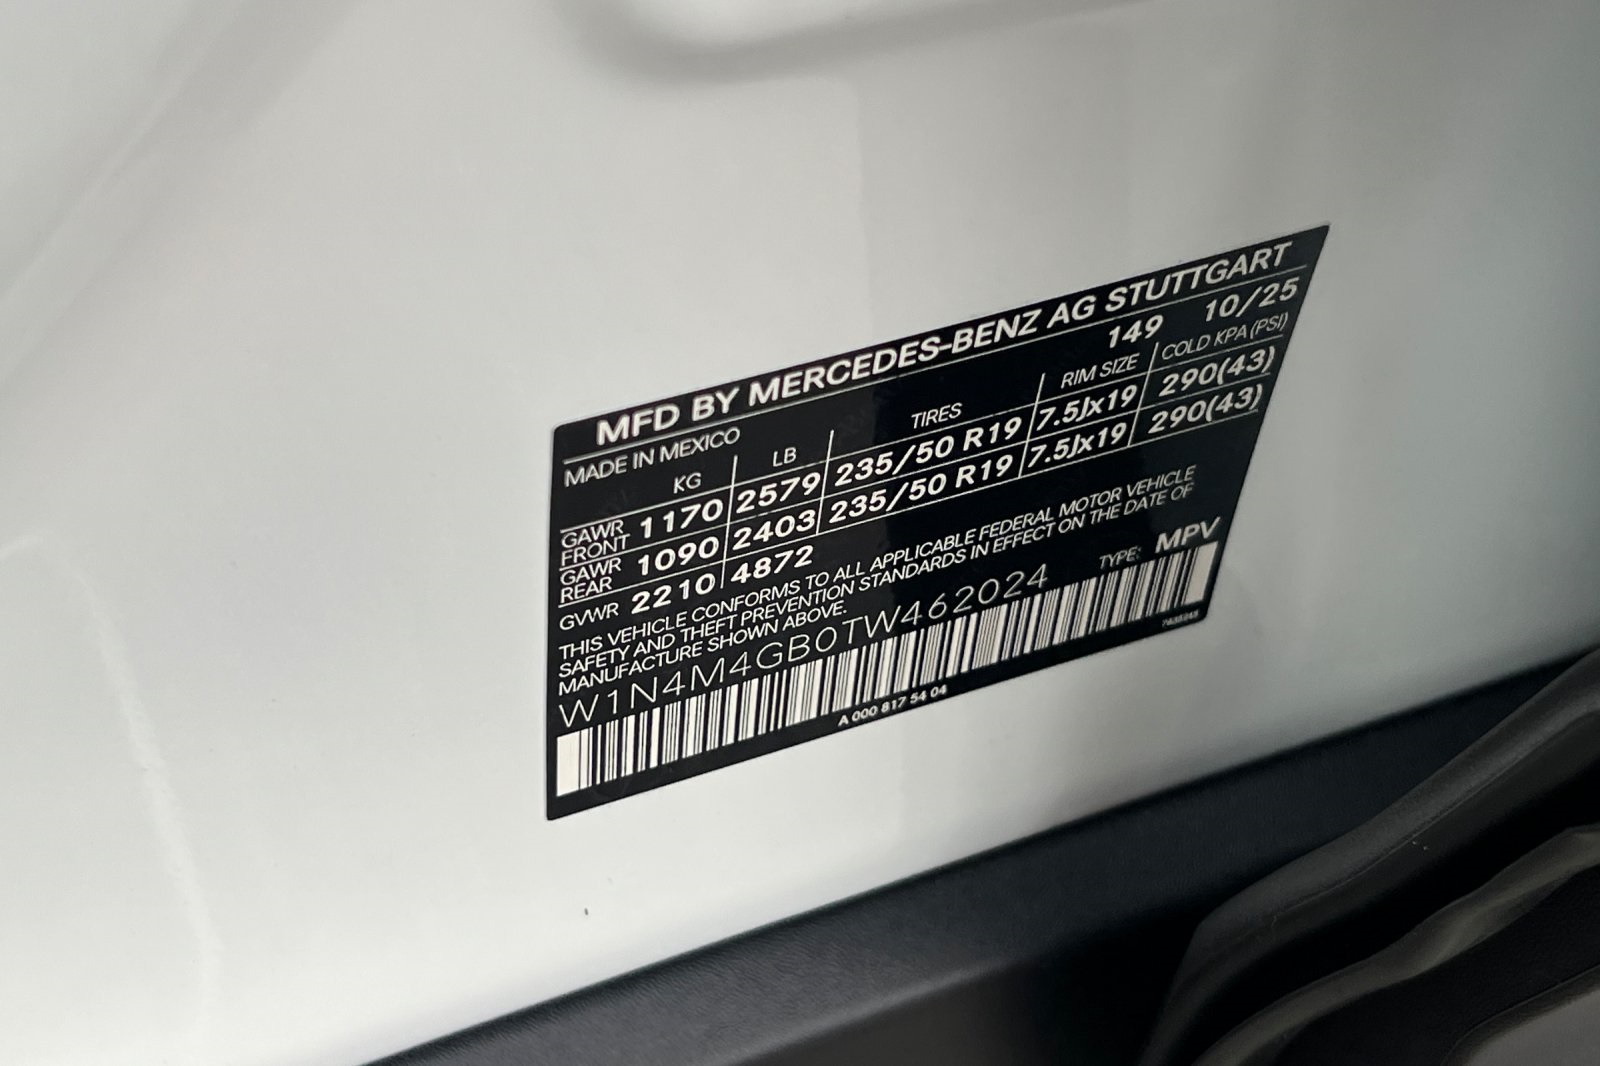 MFD BY MERCEDES-BENZ AG STUTTGART
MADE IN MEXICO 149 10/25
KG LB TIRES RIM SIZE COLD KPA (PSI)
GAWR FRONT 1170 2579 235/50 R19 7.5Jx19 290(43)
GAWR REAR 1090 2403 235/50 R19 7.5Jx19 290(43)
GVWR 2210 4872
THIS VEHICLE CONFORMS TO ALL APPLICABLE FEDERAL MOTOR VEHICLE
SAFETY AND THEFT PREVENTION STANDARDS IN EFFECT ON THE DATE OF
MANUFACTURE SHOWN ABOVE.
W1N4M4GB0TW462024 TYPE: MPV
A 000 817 54 04